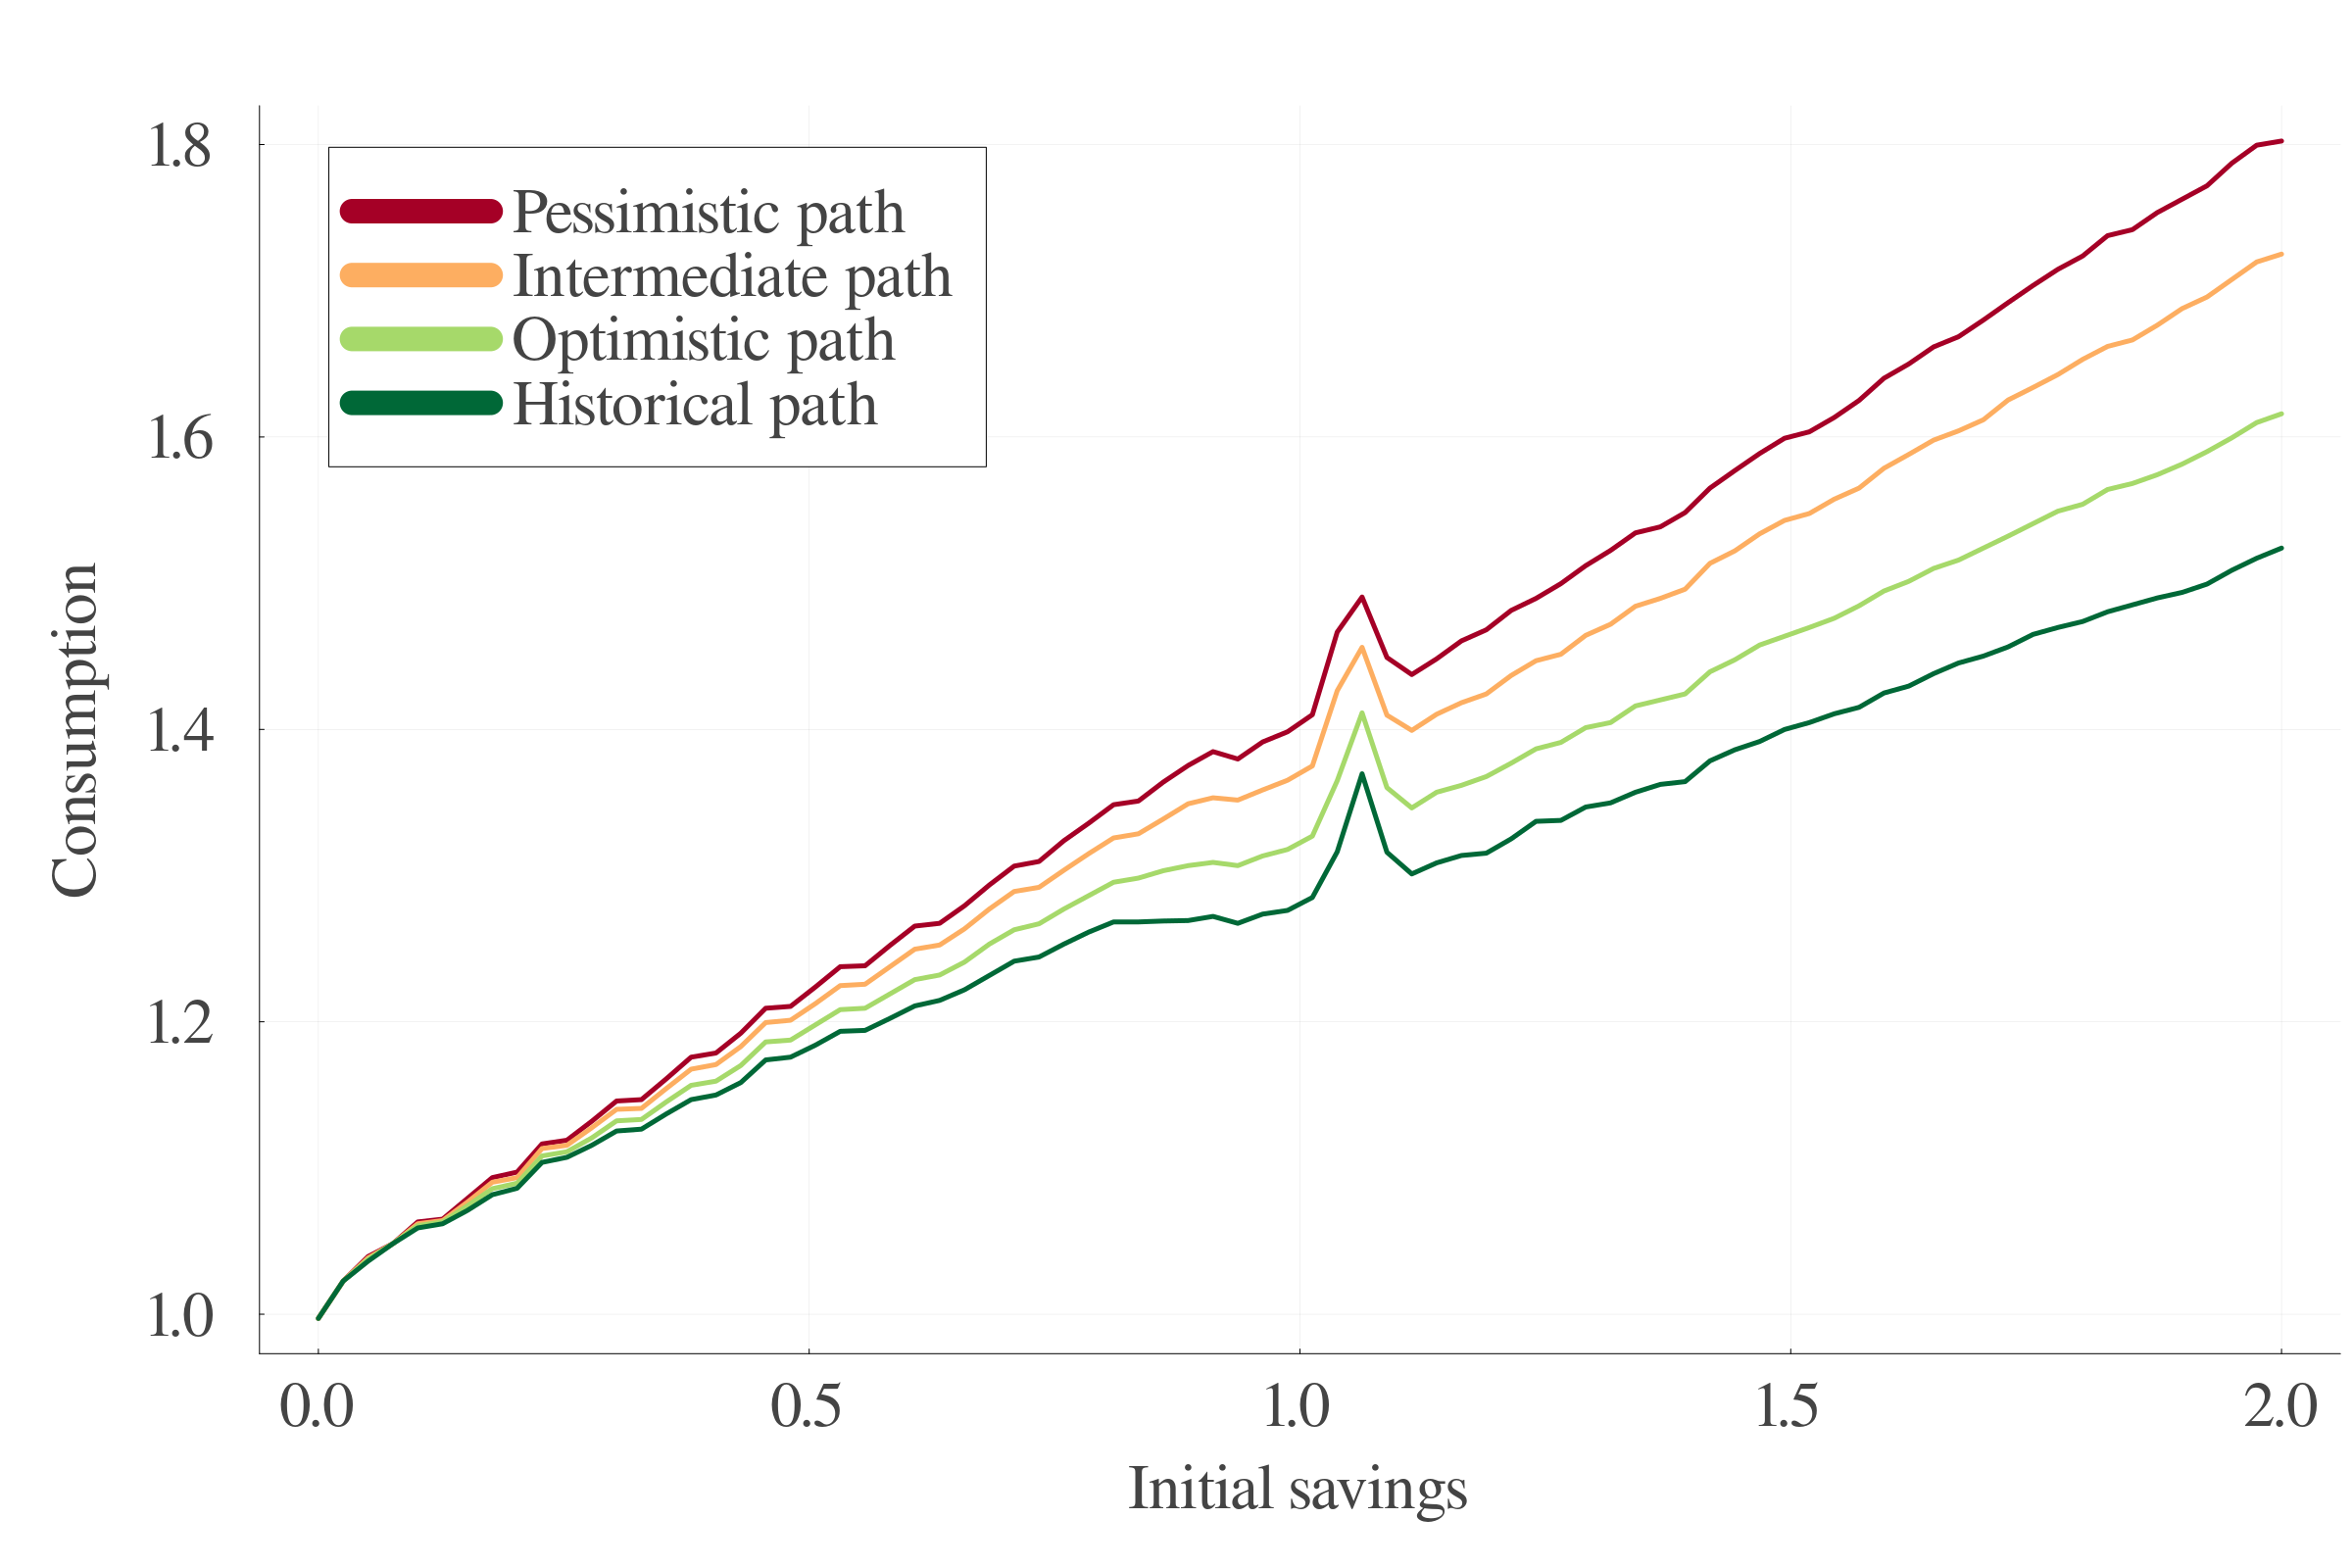 1.8
1.6
1.4
1.2
1.0
Consumption
Pessimistic path
Intermediate path
Optimistic path
Historical path
0.0 0.5 1.0 1.5 2.0
Initial savings